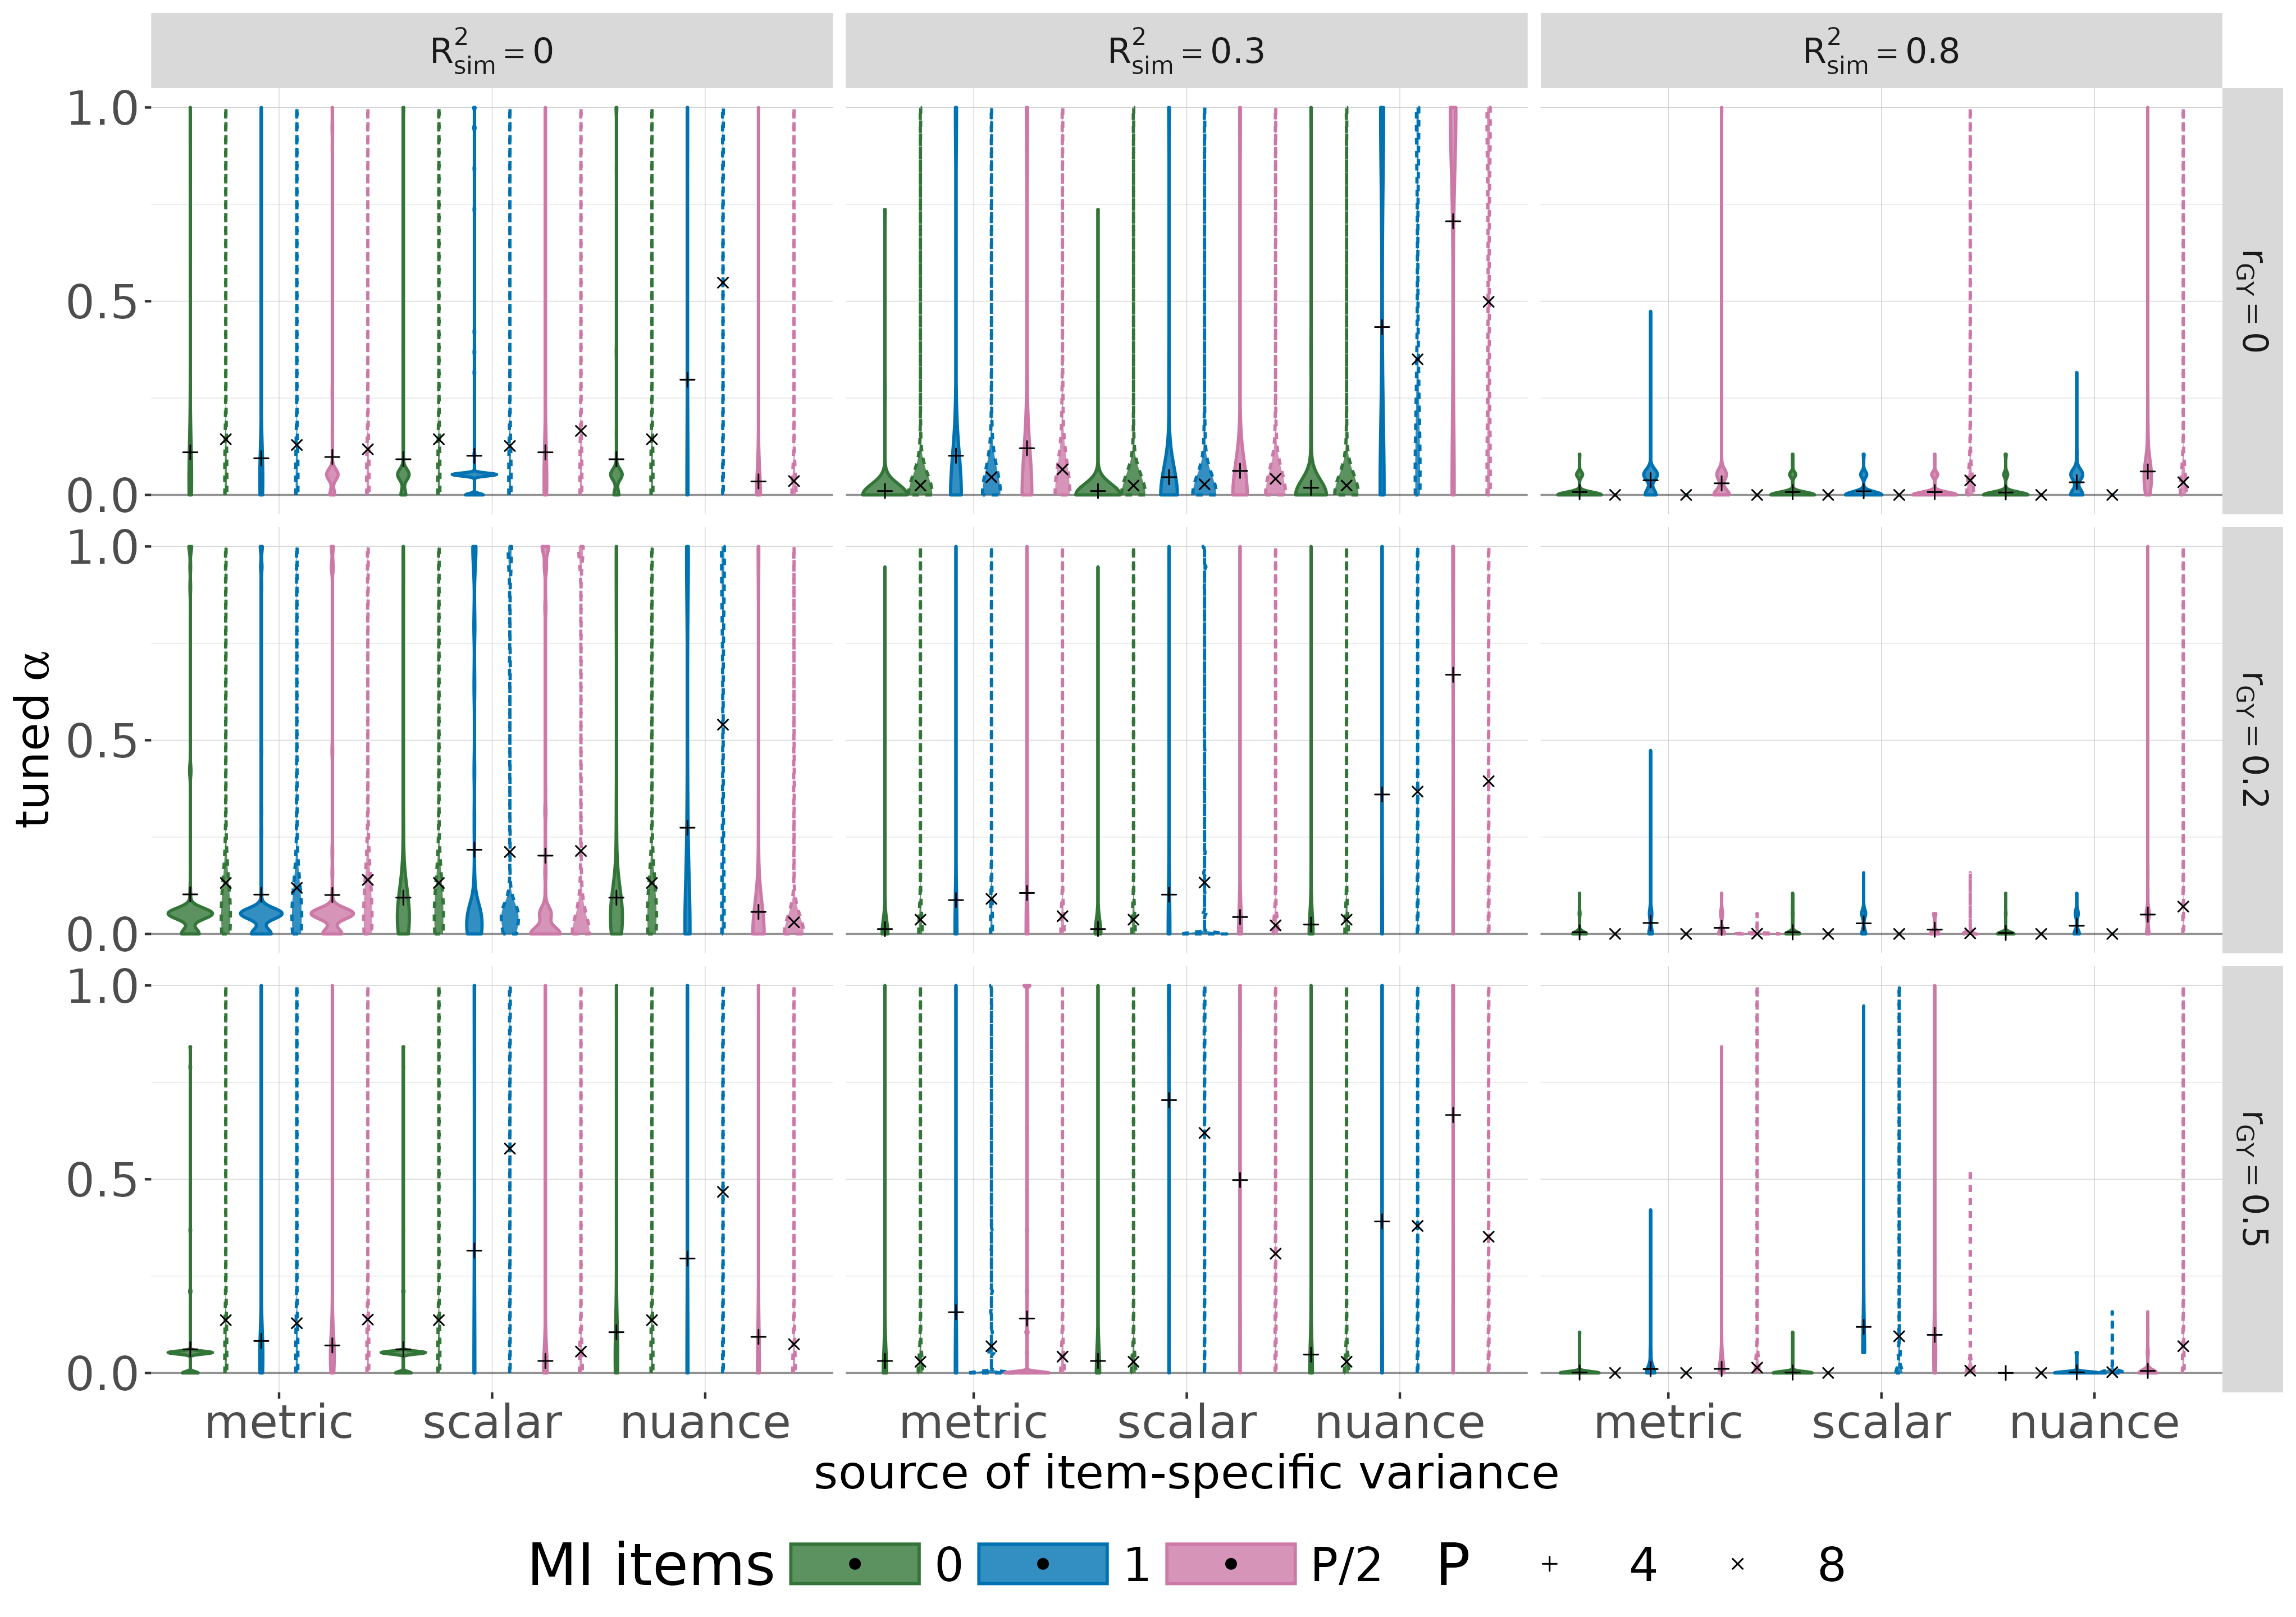 R²sim = 0
R²sim = 0.3
R²sim = 0.8
1.0
0.5
0.0
rGY = 0
1.0
0.5
0.0
rGY = 0.2
1.0
0.5
0.0
rGY = 0.5
tuned α
metric scalar nuance
metric scalar nuance
metric scalar nuance
source of item-specific variance
MI items 0 1 P/2 P 4 8